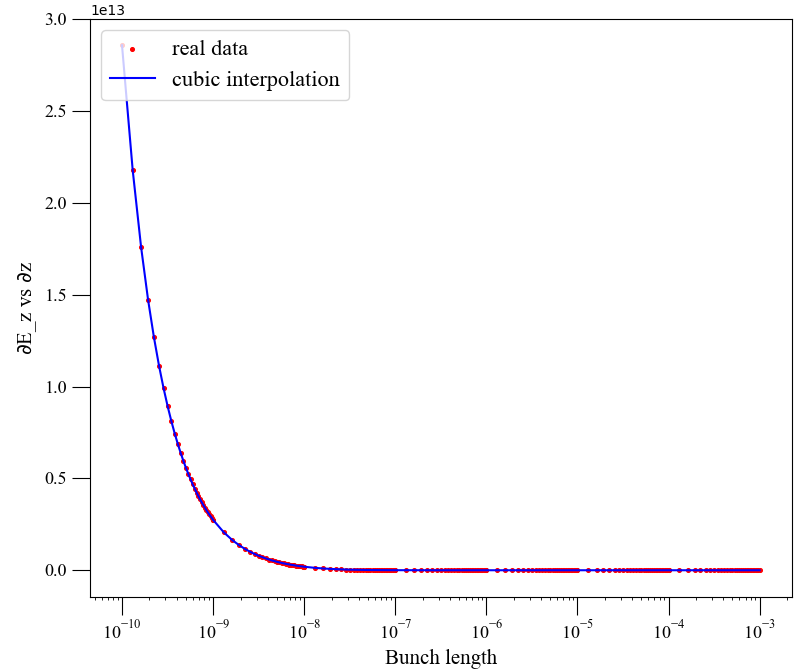 1e13
3.0
real data
cubic interpolation
2.5
2.0
1.5
1.0
0.5
0.0
∂E_z vs ∂z
10⁻¹⁰ 10⁻⁹ 10⁻⁸ 10⁻⁷ 10⁻⁶ 10⁻⁵ 10⁻⁴ 10⁻³
Bunch length